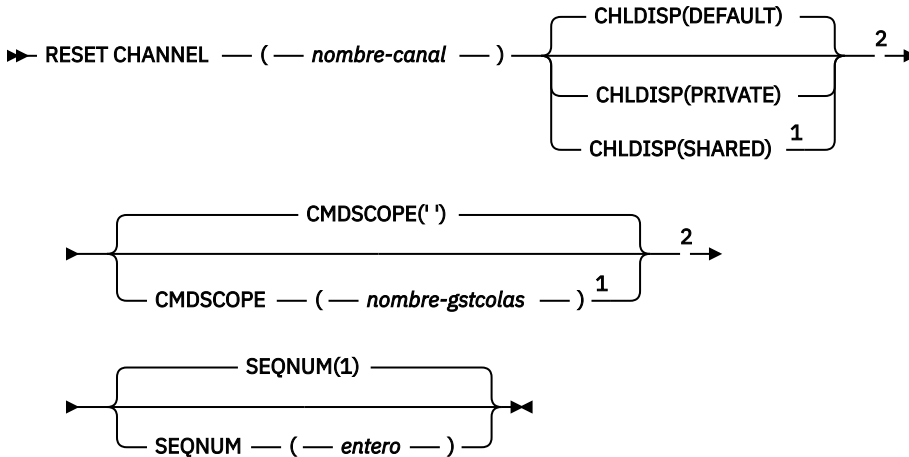 CHLDISP(DEFAULT)
RESET CHANNEL ( nombre-canal ) 2
CHLDISP(PRIVATE)
CHLDISP(SHARED) 1
CMDSCOPE(' ')
2
CMDSCOPE ( nombre-gstcolas ) 1
SEQNUM(1)
SEQNUM ( entero )